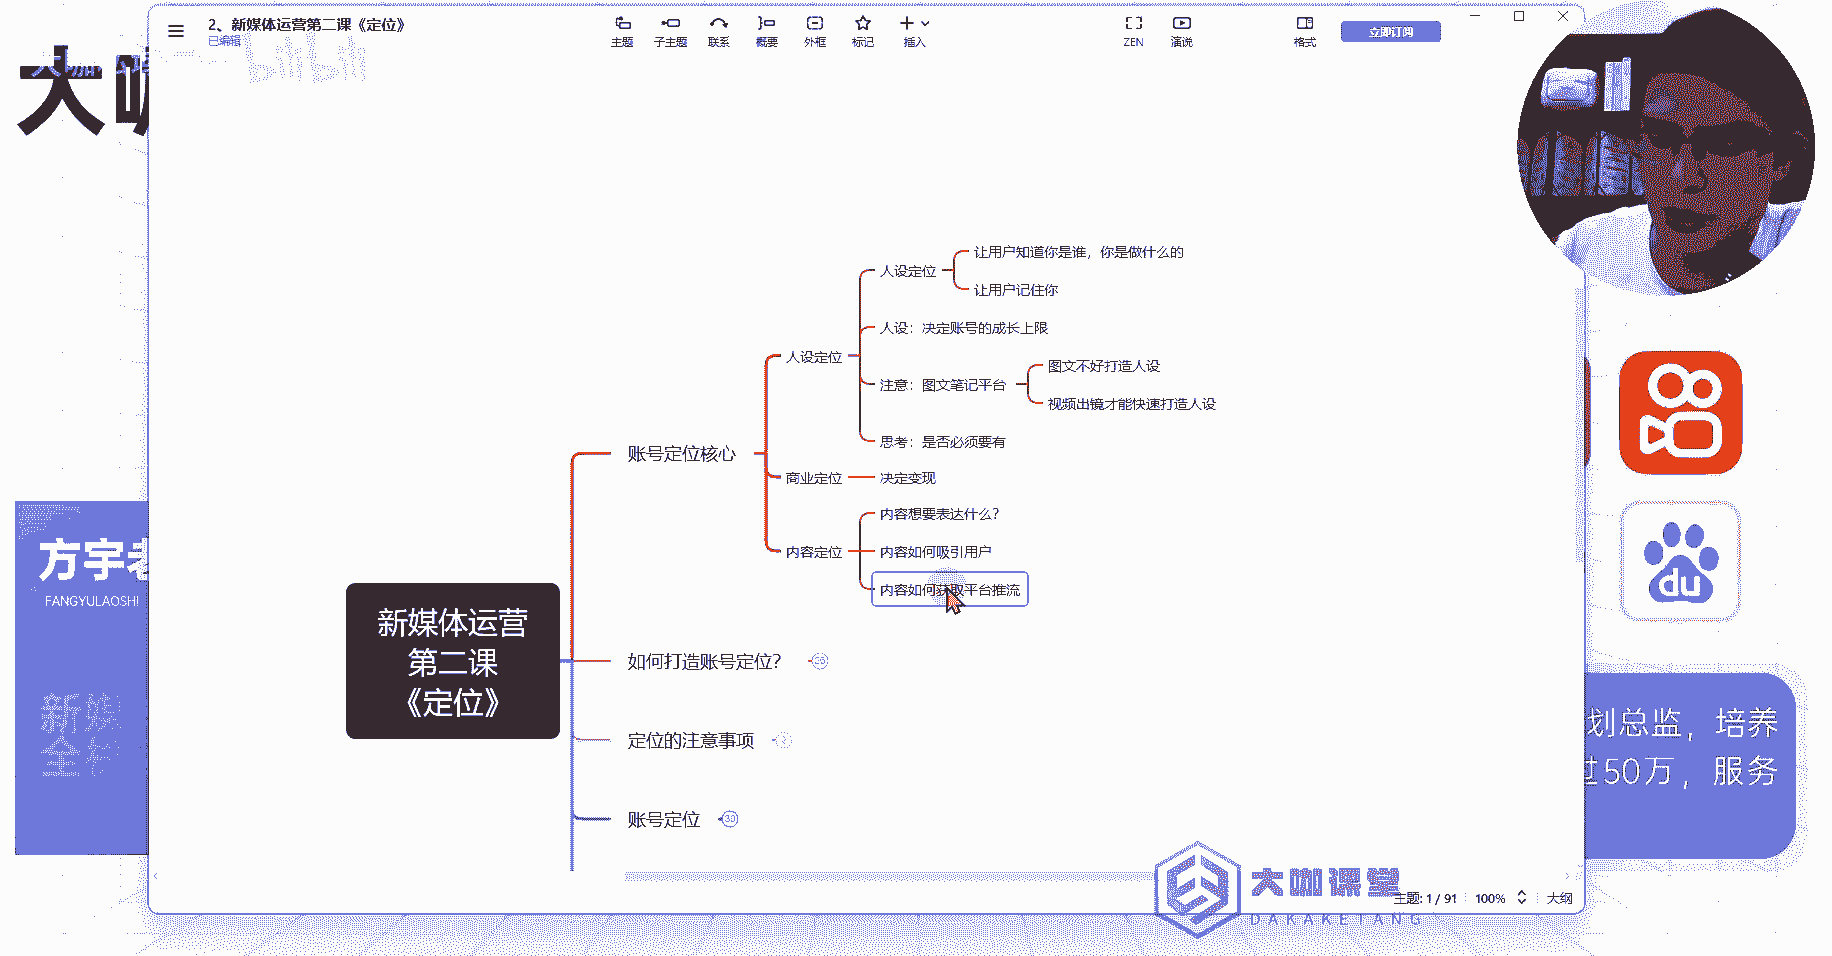 2、新媒体运营第二课《定位》
已编辑
主题
子主题
联系
概要
外框
标记
插入
ZEN
演说
格式
立即订阅
bilibili
大咖
方宇老
FANGYULAOSHI
新媒
让用户知道你是谁，你是做什么的
人设定位
让用户记住你
人设：决定账号的成长上限
人设定位
图文不好打造人设
注意：图文笔记平台
视频出镜才能快速打造人设
思考：是否必须要有
账号定位核心
商业定位
决定变现
内容想要表达什么？
内容定位
内容如何吸引用户
内容如何获取平台推流
新媒体运营
第二课
《定位》
如何打造账号定位？
定位的注意事项
账号定位
30
du
划总监，培养
过50万，服务
大咖课堂
DAKAKETANG
主题: 1 / 91
100%
大纲